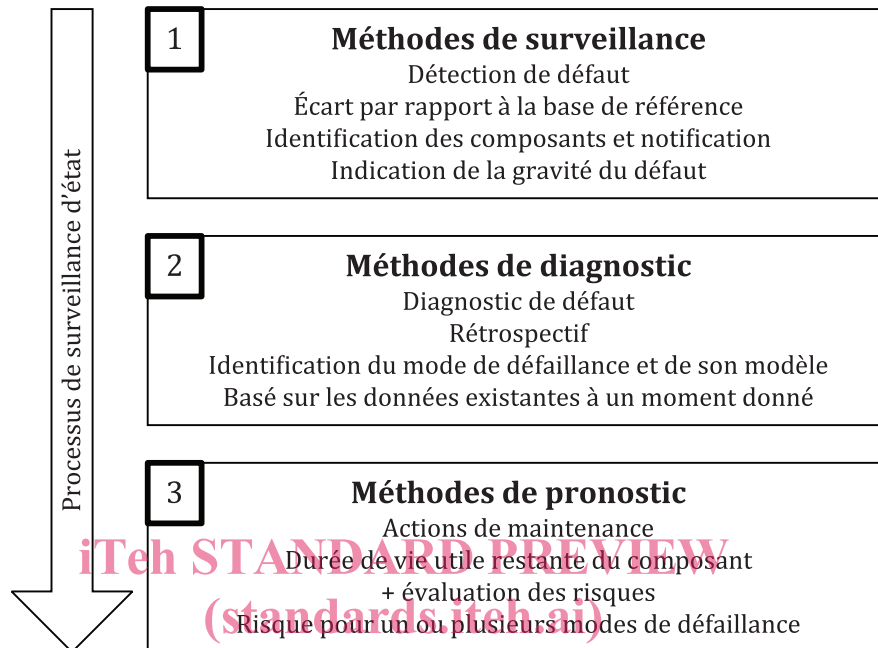 Processus de surveillance d’état
1
Méthodes de surveillance
Détection de défaut
Écart par rapport à la base de référence
Identification des composants et notification
Indication de la gravité du défaut
2
Méthodes de diagnostic
Diagnostic de défaut
Rétrospectif
Identification du mode de défaillance et de son modèle
Basé sur les données existantes à un moment donné
3
Méthodes de pronostic
Actions de maintenance
iTeh STANDARD PREVIEW
Durée de vie utile restante du composant
+ évaluation des risques
(standards.iteh.ai)
Risque pour un ou plusieurs modes de défaillance